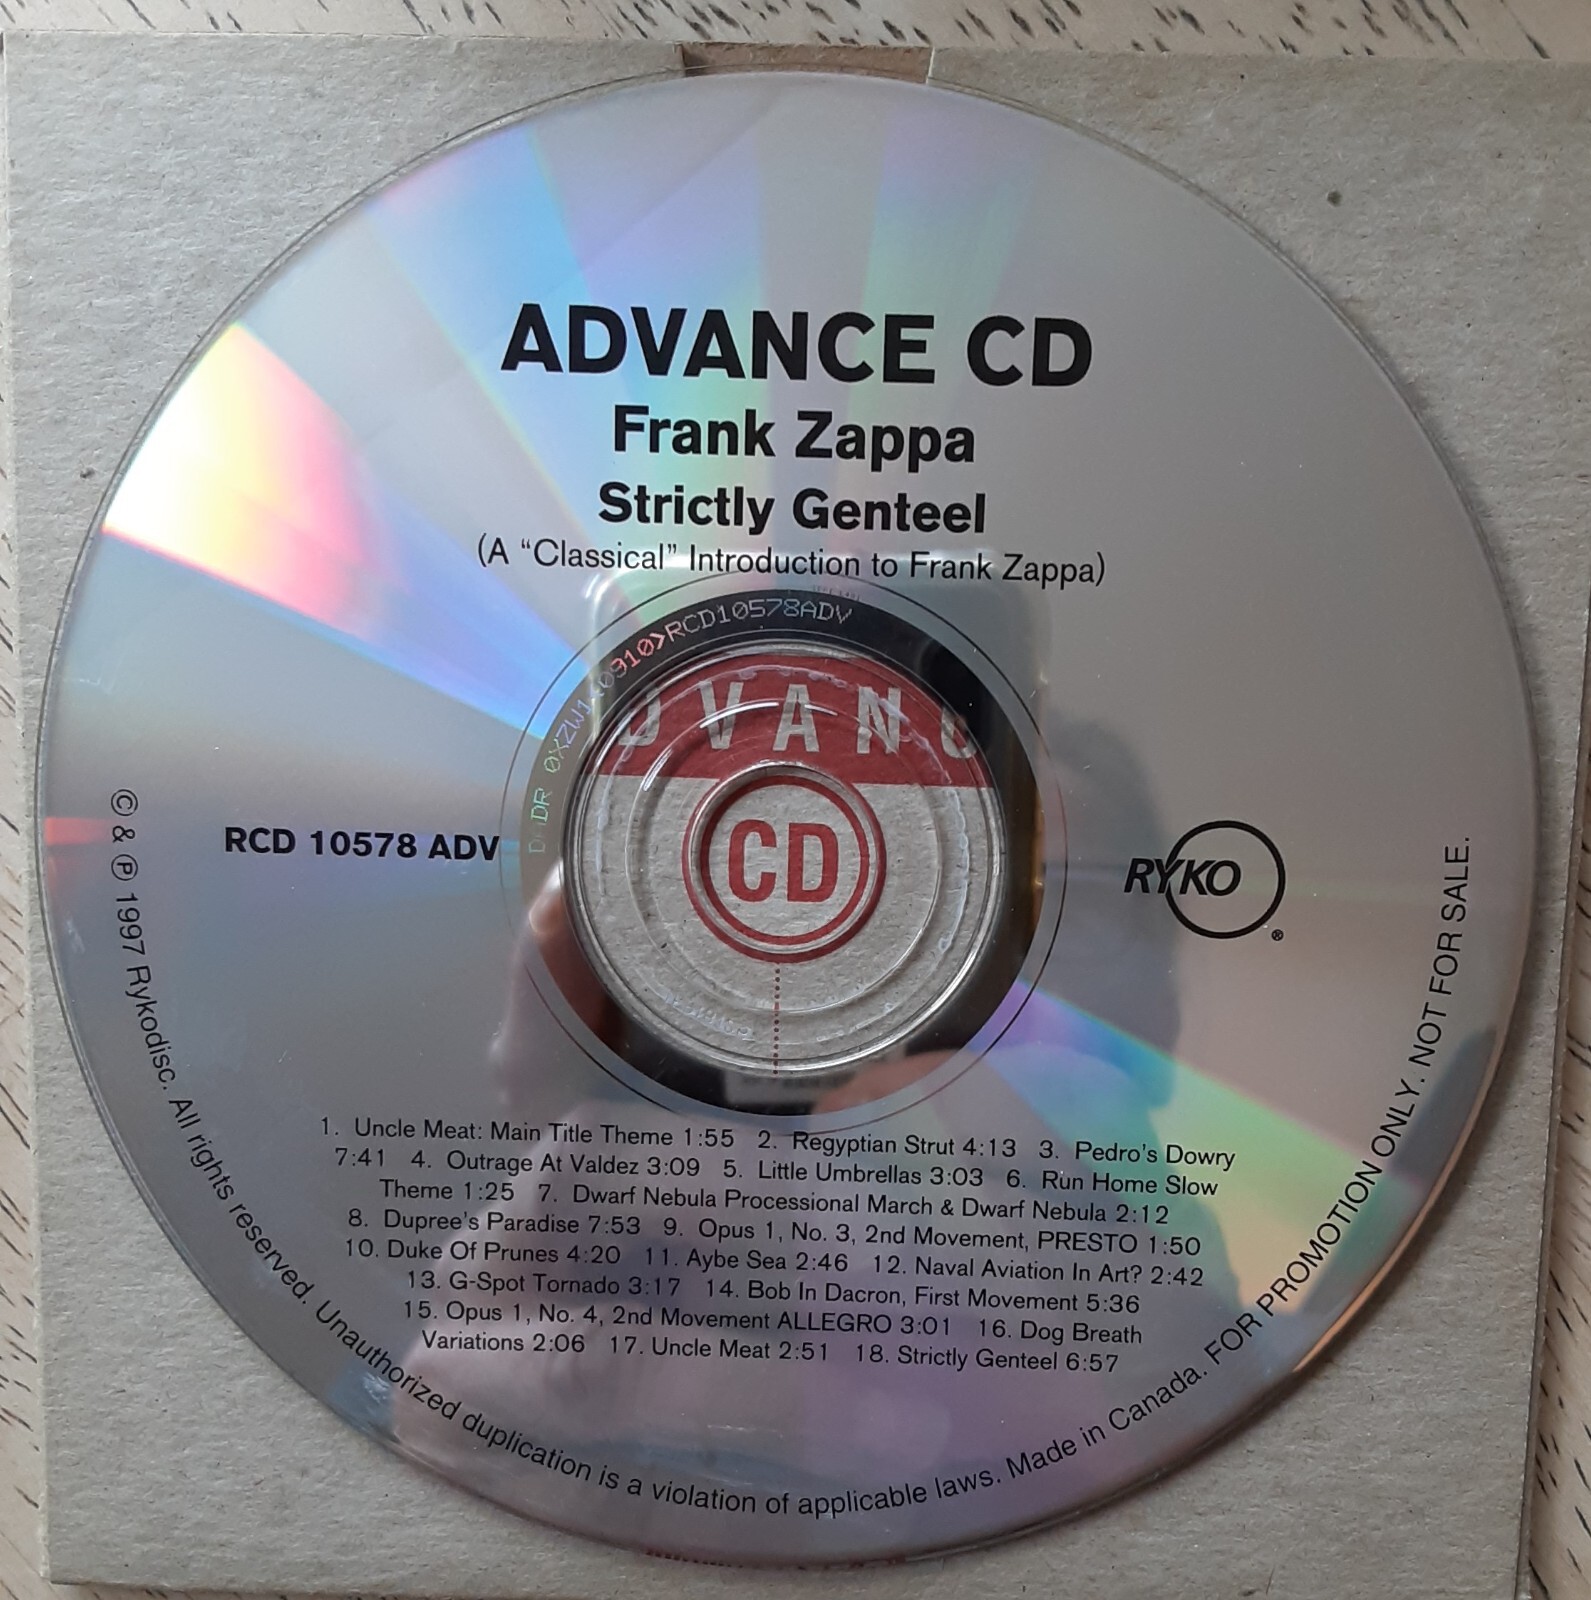 ADVANCE CD
Frank Zappa
Strictly Genteel
(A “Classical” Introduction to Frank Zappa)
RCD10578ADV
DVANC
CD
RCD 10578 ADV
RYKO®
1. Uncle Meat: Main Title Theme 1:55 2. Regyptian Strut 4:13 3. Pedro's Dowry
7:41 4. Outrage At Valdez 3:09 5. Little Umbrellas 3:03 6. Run Home Slow
Theme 1:25 7. Dwarf Nebula Processional March & Dwarf Nebula 2:12
8. Dupree's Paradise 7:53 9. Opus 1, No. 3, 2nd Movement, PRESTO 1:50
10. Duke Of Prunes 4:20 11. Aybe Sea 2:46 12. Naval Aviation In Art? 2:42
13. G-Spot Tornado 3:17 14. Bob In Dacron, First Movement 5:36
15. Opus 1, No. 4, 2nd Movement ALLEGRO 3:01 16. Dog Breath
Variations 2:06 17. Uncle Meat 2:51 18. Strictly Genteel 6:57
© & ℗ 1997 Rykodisc. All rights reserved. Unauthorized duplication is a violation of applicable laws. Made in Canada. FOR PROMOTION ONLY. NOT FOR SALE.